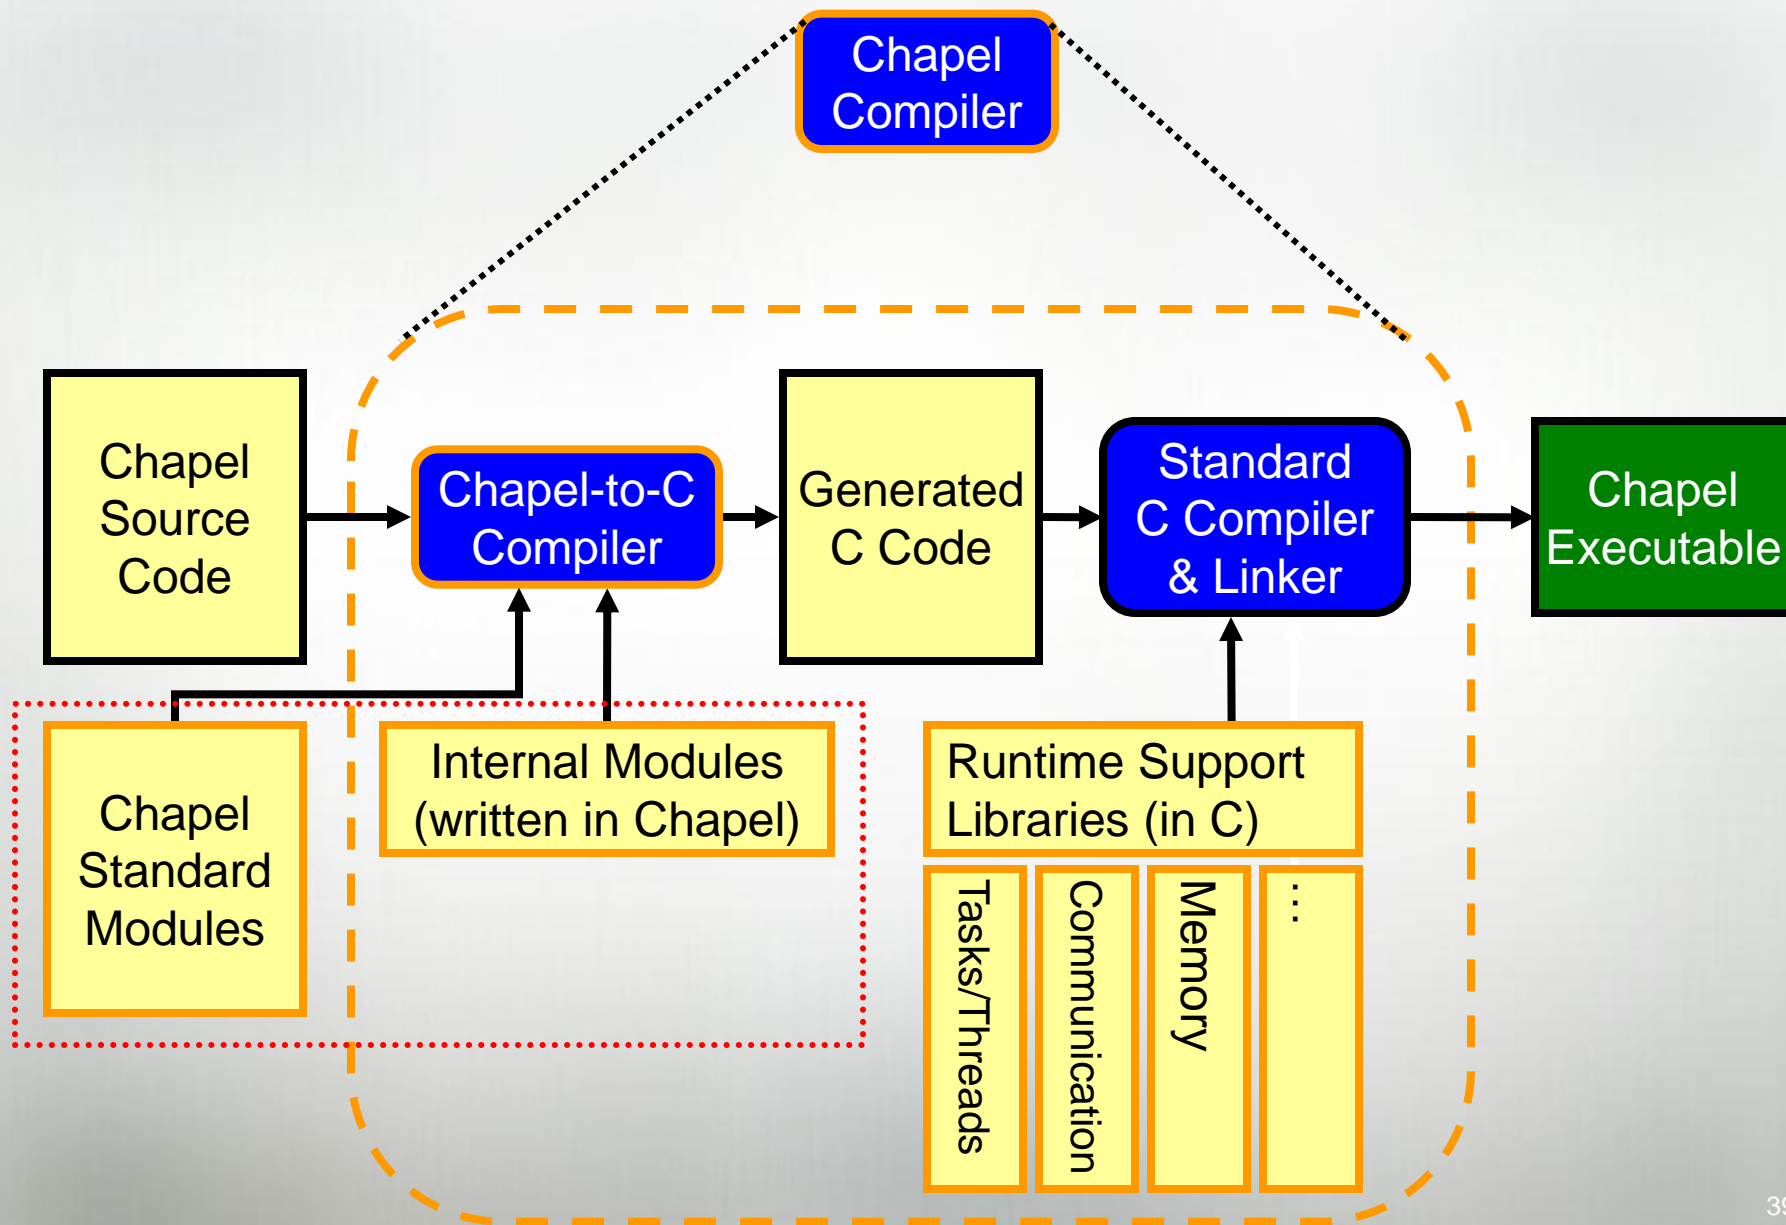 Chapel
Compiler
Chapel
Source
Code
Chapel-to-C
Compiler
Generated
C Code
Standard
C Compiler
& Linker
Chapel
Executable
Chapel
Standard
Modules
Internal Modules
(written in Chapel)
Runtime Support
Libraries (in C)
Tasks/Threads
Communication
Memory
...
39